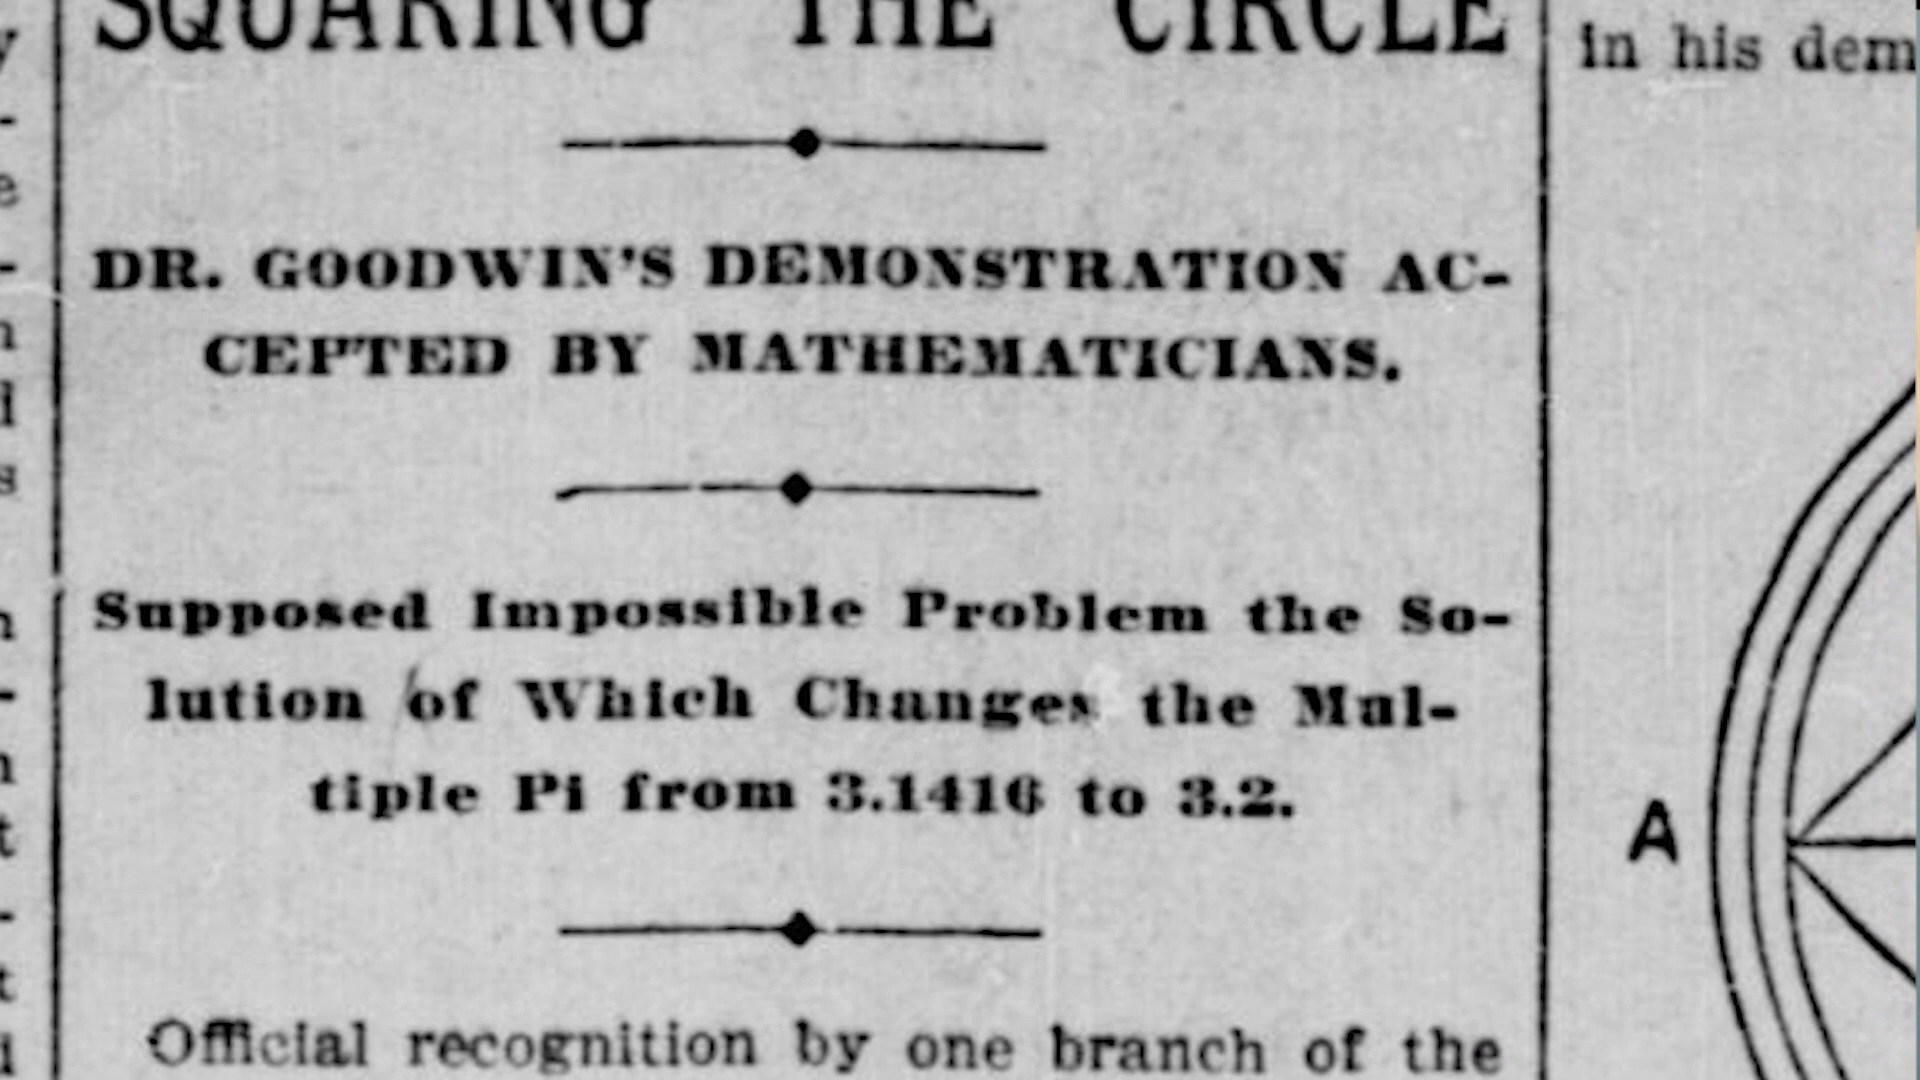 SQUARING THE CIRCLE
DR. GOODWIN'S DEMONSTRATION AC-
CEPTED BY MATHEMATICIANS.
Supposed Impossible Problem the So-
lution of Which Changes the Mul-
tiple Pi from 3.1416 to 3.2.
Official recognition by one branch of the
in his dem
A